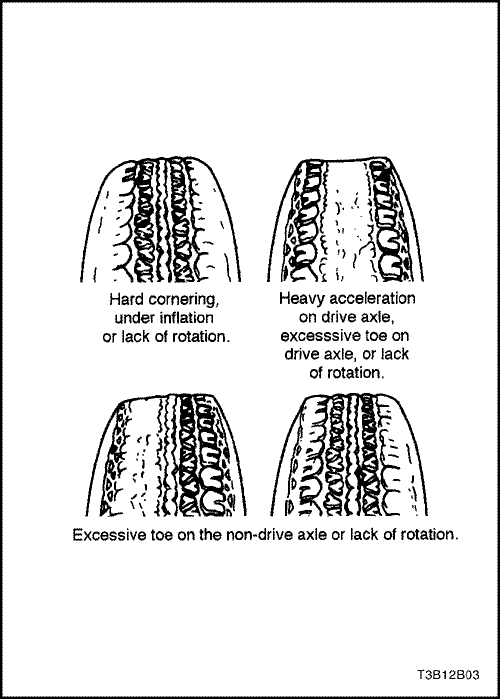 Hard cornering,
under inflation
or lack of rotation.
Heavy acceleration
on drive axle,
excesssive toe on
drive axle, or lack
of rotation.
Excessive toe on the non-drive axle or lack of rotation.
T3B12B03